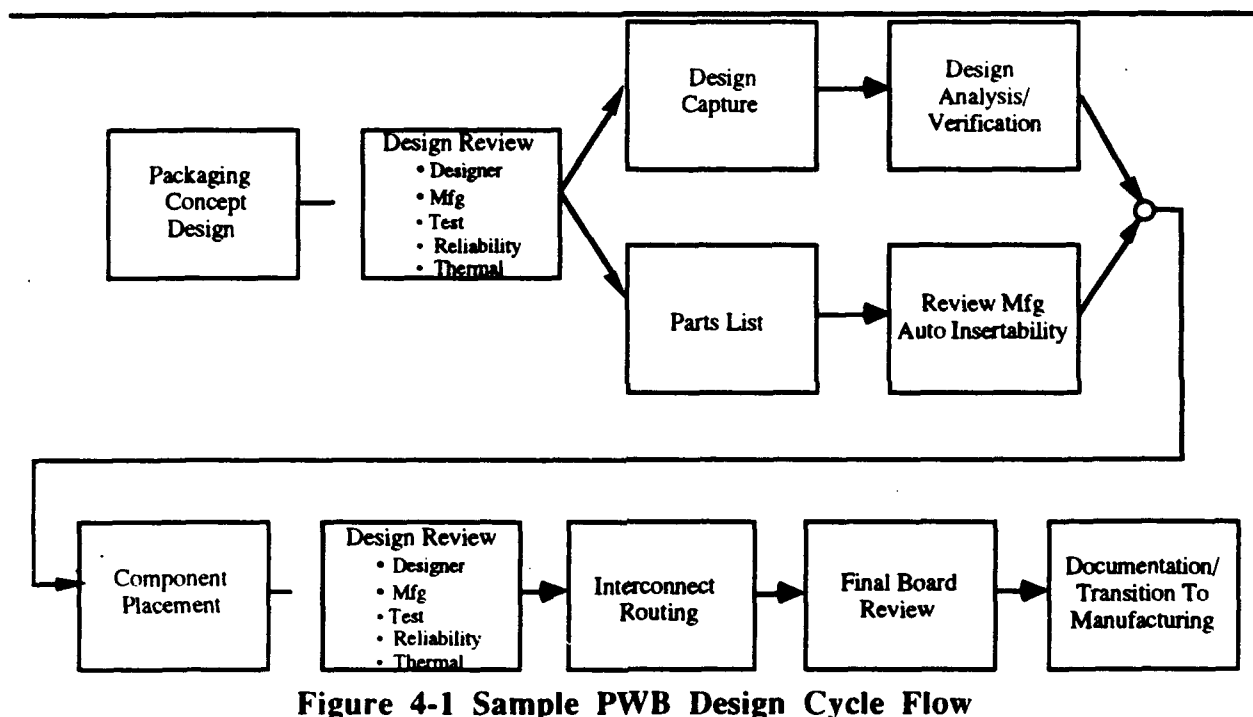 Packaging
Concept
Design
Design Review
• Designer
• Mfg
• Test
• Reliability
• Thermal
Design
Capture
Design
Analysis/
Verification
Parts List
Review Mfg
Auto Insertability
Component
Placement
Design Review
• Designer
• Mfg
• Test
• Reliability
• Thermal
Interconnect
Routing
Final Board
Review
Documentation/
Transition To
Manufacturing
Figure 4-1 Sample PWB Design Cycle Flow